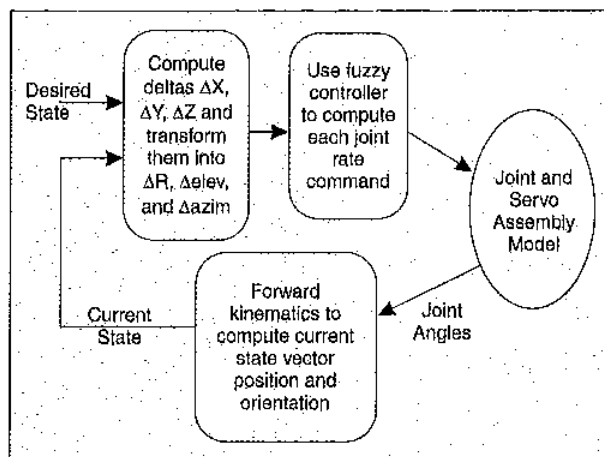 Desired
State
Compute
deltas ΔX,
ΔY, ΔZ and
transform
them into
ΔR, Δelev,
and Δazim
Use fuzzy
controller
to compute
each joint
rate
command
Joint and
Servo
Assembly
Model
Joint
Angles
Forward
kinematics to
compute current
state vector
position and
orientation
Current
State